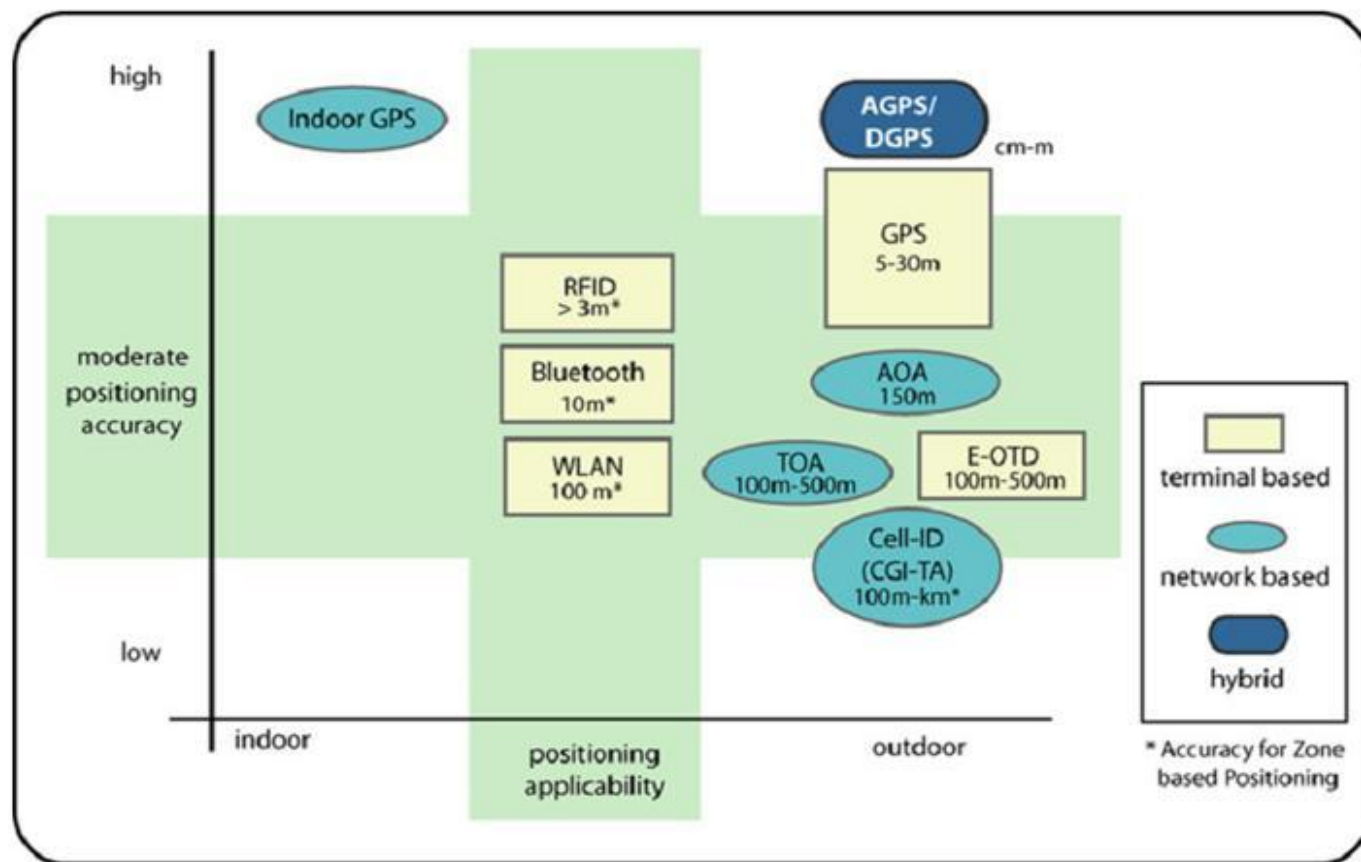 high
Indoor GPS
AGPS/
DGPS
cm-m
GPS
5-30m
RFID
> 3m*
moderate
positioning
accuracy
Bluetooth
10m*
AOA
150m
WLAN
100 m*
TOA
100m-500m
E-OTD
100m-500m
Cell-ID
(CGI-TA)
100m-km*
low
indoor
positioning
applicability
outdoor
terminal based
network based
hybrid
* Accuracy for Zone
based Positioning